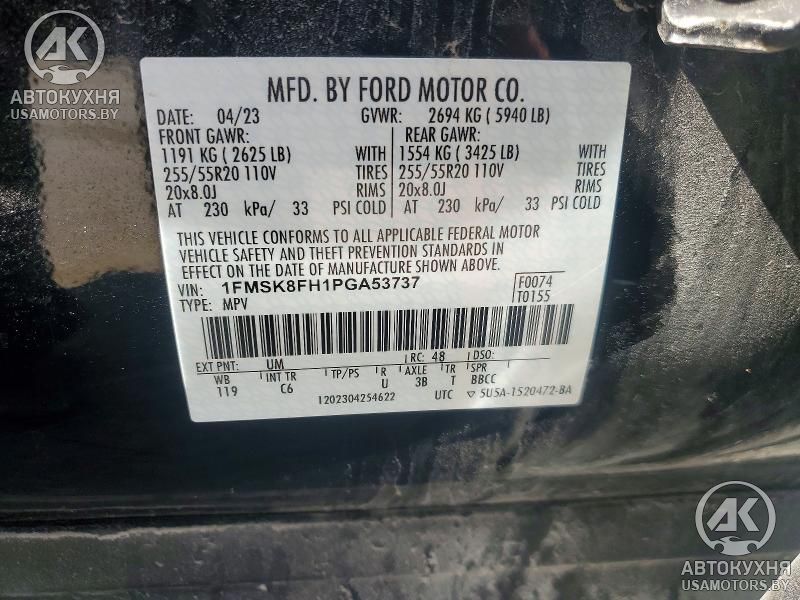 AK
АВТОКУХНЯ
USAMOTORS.BY
MFD. BY FORD MOTOR CO.
DATE: 04/23 GVWR: 2694 KG ( 5940 LB)
FRONT GAWR: REAR GAWR:
1191 KG ( 2625 LB) WITH 1554 KG ( 3425 LB) WITH
255/55R20 110V TIRES 255/55R20 110V TIRES
20x8.0J RIMS 20x8.0J RIMS
AT 230 kPa/ 33 PSI COLD AT 230 kPa/ 33 PSI COLD
THIS VEHICLE CONFORMS TO ALL APPLICABLE FEDERAL MOTOR
VEHICLE SAFETY AND THEFT PREVENTION STANDARDS IN
EFFECT ON THE DATE OF MANUFACTURE SHOWN ABOVE.
VIN: 1FMSK8FH1PGA53737 F0074
TYPE: MPV T0155
EXT PNT: UM RC: 48 DSO:
WB INT TR TP/PS R AXLE TR SPR
119 C6 U 3B T BBCC
1202304254622 UTC ▽ 5U5A-1520472-BA
AK
АВТОКУХНЯ
USAMOTORS.BY